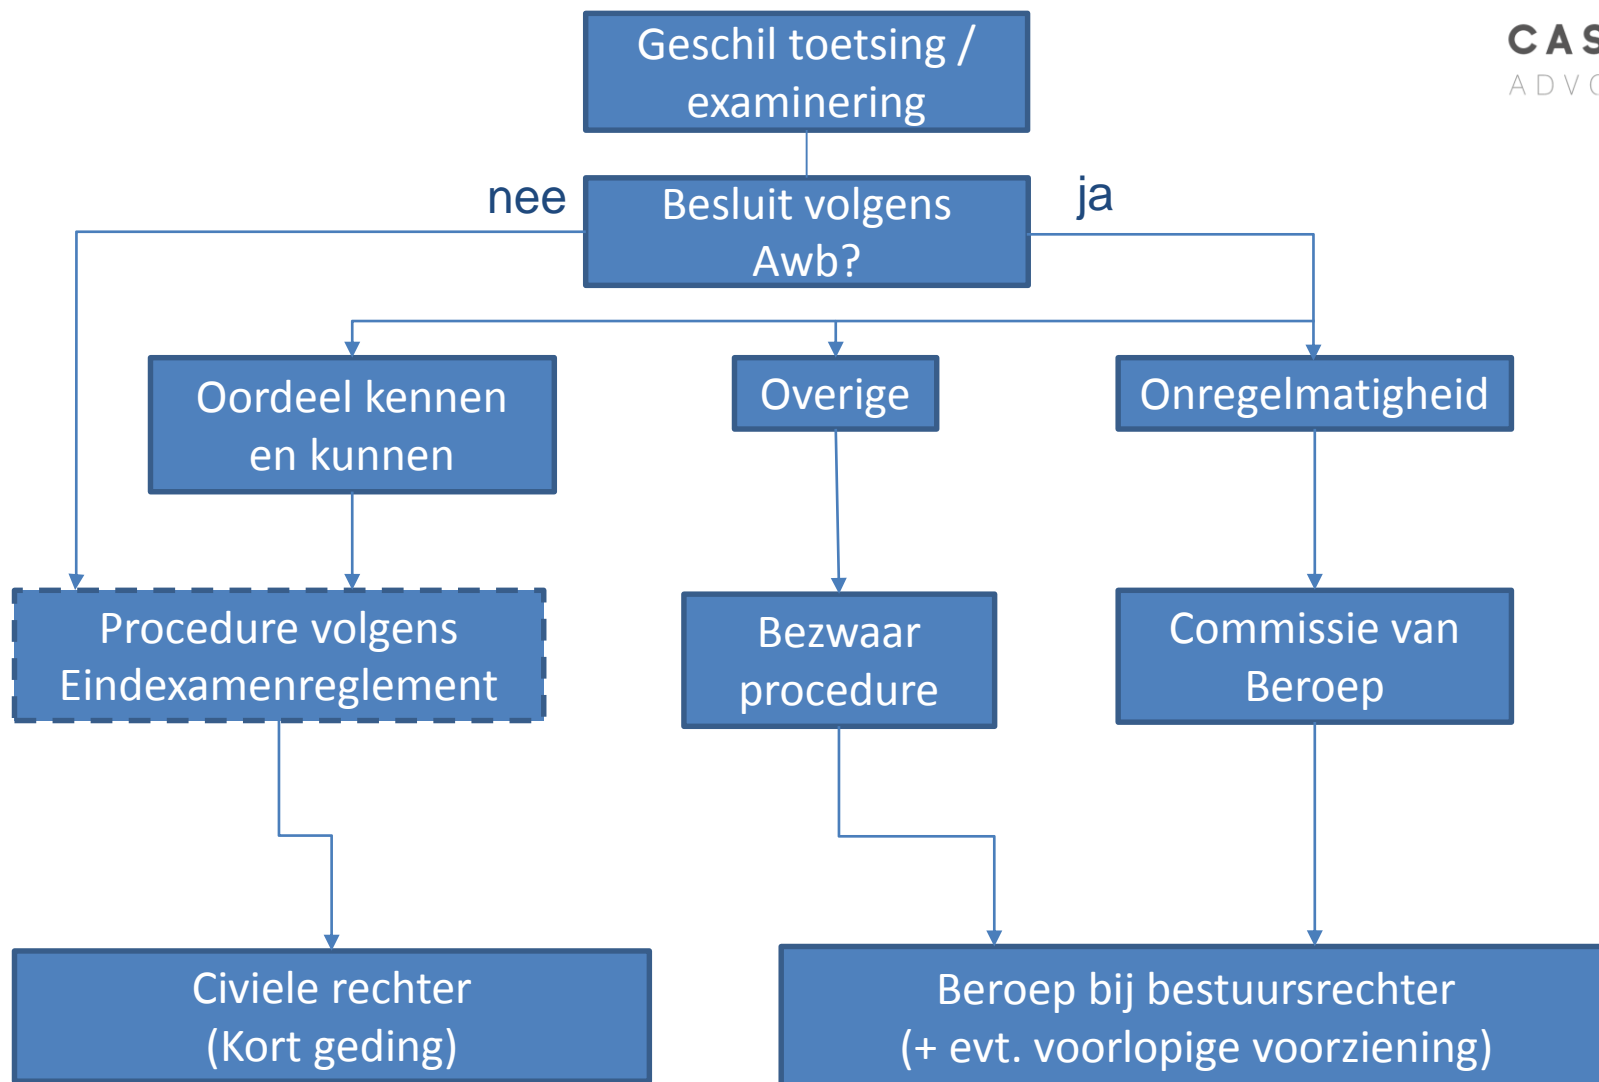 Geschil toetsing /
examinering
nee
Besluit volgens
Awb?
ja
Oordeel kennen
en kunnen
Overige
Onregelmatigheid
Procedure volgens
Eindexamenreglement
Bezwaar
procedure
Commissie van
Beroep
Civiele rechter
(Kort geding)
Beroep bij bestuursrechter
(+ evt. voorlopige voorziening)